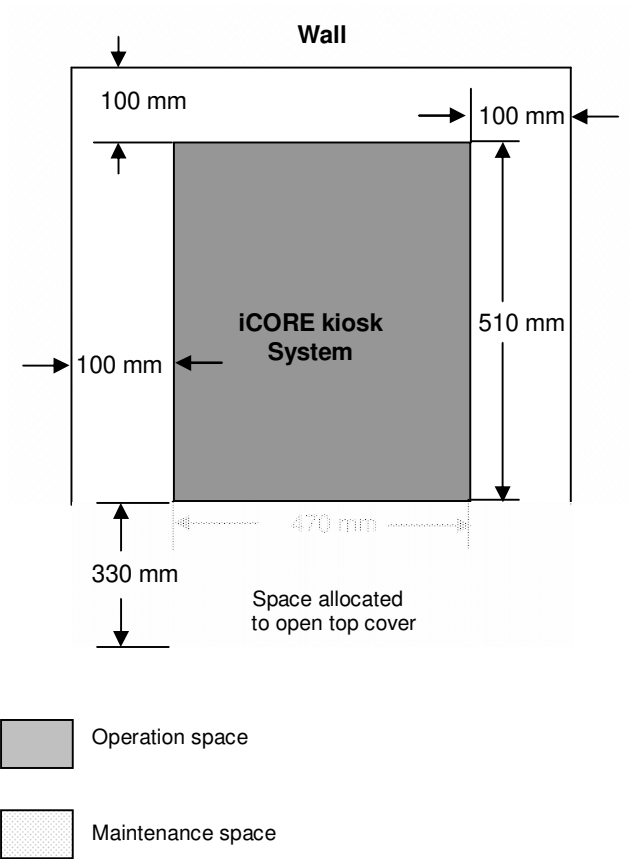 Wall
100 mm
100 mm
iCORE kiosk
System
510 mm
100 mm
470 mm
330 mm
Space allocated
to open top cover
Operation space
Maintenance space